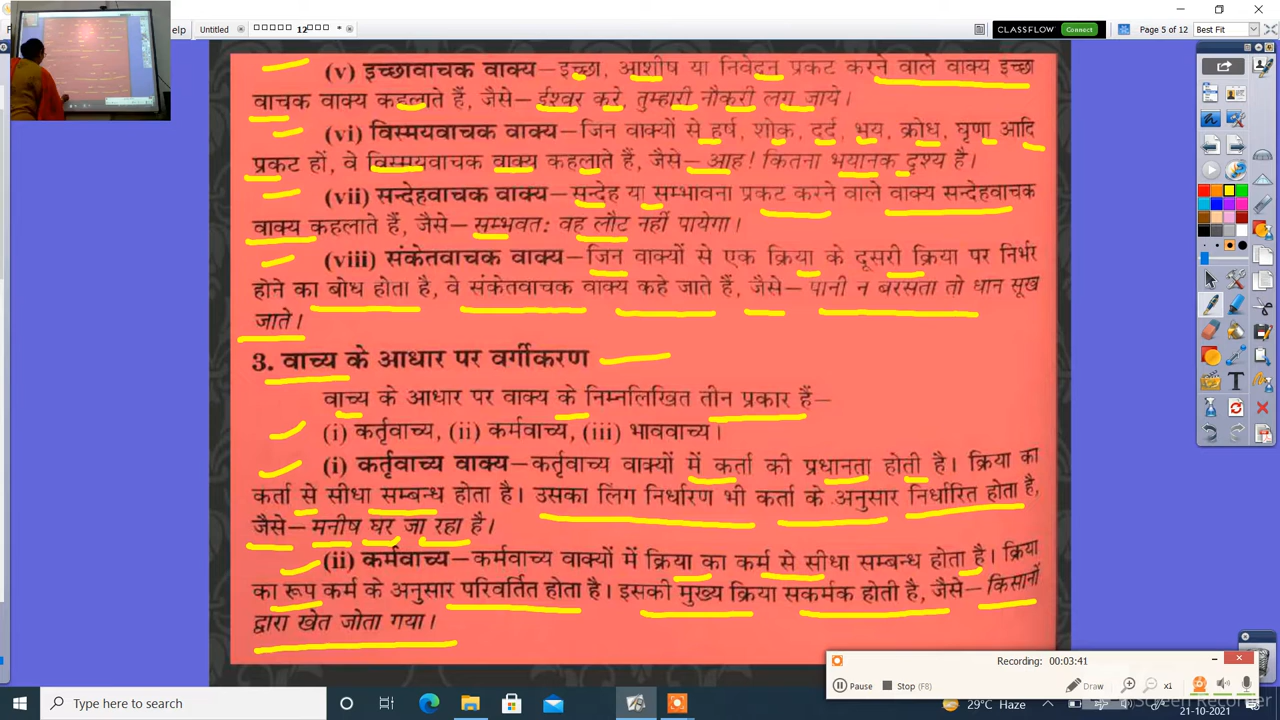 elp
Untitled
12
CLASSFLOW
Connect
Page 5 of 12
Best Fit
(v) इच्छावाचक वाक्य – इच्छा, आशीष या निवेदन प्रकट करने वाले वाक्य इच्छा
वाचक वाक्य कहलाते हैं, जैसे– ईश्वर करे तुम्हारी नौकरी लग जाये।
(vi) विस्मयवाचक वाक्य–जिन वाक्यों से हर्ष, शोक, दर्द, भय, क्रोध, घृणा आदि
प्रकट हों, वे विस्मयवाचक वाक्य कहलाते हैं, जैसे– आह! कितना भयानक दृश्य है।
(vii) सन्देहवाचक वाक्य–सन्देह या सम्भावना प्रकट करने वाले वाक्य सन्देहवाचक
वाक्य कहलाते हैं, जैसे– सम्भवतः वह लौट नहीं पायेगा।
(viii) संकेतवाचक वाक्य–जिन वाक्यों से एक क्रिया के दूसरी क्रिया पर निर्भर
होने का बोध होता है, वे संकेतवाचक वाक्य कहे जाते हैं, जैसे– पानी न बरसता तो धान सूख
जाते।
3. वाच्य के आधार पर वर्गीकरण
वाच्य के आधार पर वाक्य के निम्नलिखित तीन प्रकार हैं–
(i) कर्तृवाच्य, (ii) कर्मवाच्य, (iii) भाववाच्य।
(i) कर्तृवाच्य वाक्य–कर्तृवाच्य वाक्यों में कर्ता की प्रधानता होती है। क्रिया का
कर्ता से सीधा सम्बन्ध होता है। उसका लिंग निर्धारण भी कर्ता के अनुसार निर्धारित होता है,
जैसे– मनीष घर जा रहा है।
(ii) कर्मवाच्य–कर्मवाच्य वाक्यों में क्रिया का कर्म से सीधा सम्बन्ध होता है। क्रिया
का रूप कर्म के अनुसार परिवर्तित होता है। इसकी मुख्य क्रिया सकर्मक होती है, जैसे– किसानों
द्वारा खेत जोता गया।
Recording: 00:03:41
Pause
Stop (F8)
Draw
x1
Screen Recorder
Type here to search
29°C Haze
21-10-2021